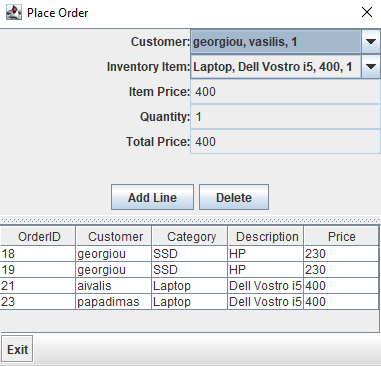 Place Order
Customer: georgiou, vasilis, 1
Inventory Item: Laptop, Dell Vostro i5, 400, 1
Item Price: 400
Quantity: 1
Total Price: 400
Add Line Delete
OrderID Customer Category Description Price
18 georgiou SSD HP 230
19 georgiou SSD HP 230
21 aivalis Laptop Dell Vostro i5 400
23 papadimas Laptop Dell Vostro i5 400
Exit